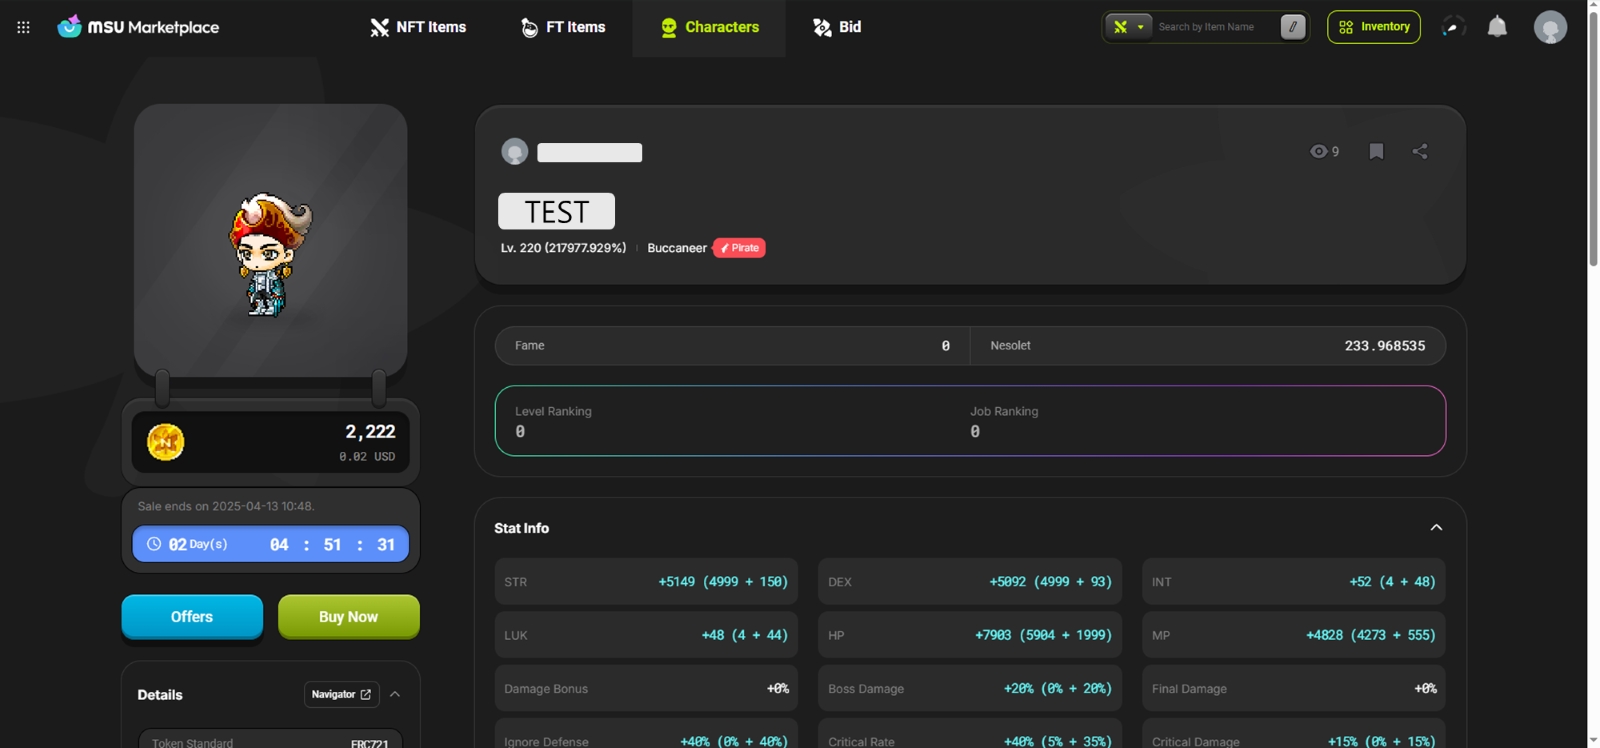 MSU Marketplace
NFT Items
FT Items
Characters
Bid
Search by Item Name
/
Inventory
9
TEST
Lv. 220 (217977.929%)
Buccaneer
Pirate
Fame 0
Nesolet 233.968535
Level Ranking
0
Job Ranking
0
2,222
0.02 USD
Sale ends on 2025-04-13 10:48.
02 Day(s) 04 : 51 : 31
Offers
Buy Now
Details
Navigator
Token Standard ERC721
Stat Info
STR +5149 (4999 + 150)
DEX +5092 (4999 + 93)
INT +52 (4 + 48)
LUK +48 (4 + 44)
HP +7903 (5904 + 1999)
MP +4828 (4273 + 555)
Damage Bonus +0%
Boss Damage +20% (0% + 20%)
Final Damage +0%
Ignore Defense +40% (0% + 40%)
Critical Rate +40% (5% + 35%)
Critical Damage +15% (0% + 15%)